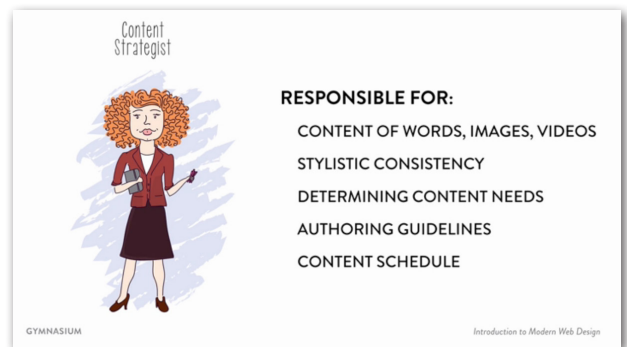 Content
Strategist
RESPONSIBLE FOR:
CONTENT OF WORDS, IMAGES, VIDEOS
STYLISTIC CONSISTENCY
DETERMINING CONTENT NEEDS
AUTHORING GUIDELINES
CONTENT SCHEDULE
GYMNASIUM
Introduction to Modern Web Design